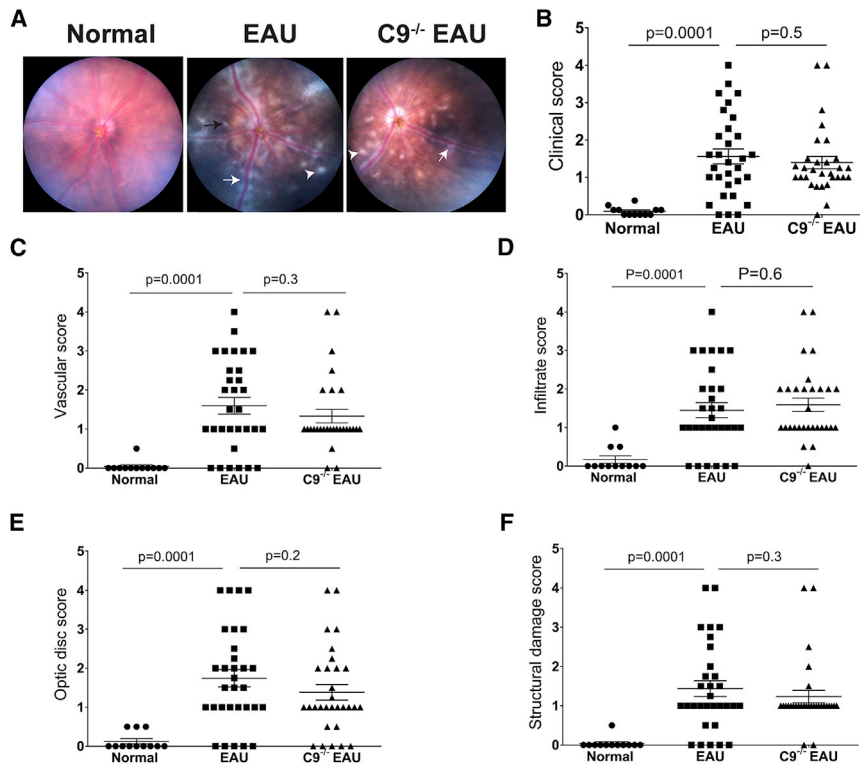 A
Normal
EAU
C9-/- EAU
B
Clinical score
5
4
3
2
1
0
p=0.0001
p=0.5
Normal
EAU
C9-/- EAU
C
Vascular score
5
4
3
2
1
0
p=0.0001
p=0.3
Normal
EAU
C9-/- EAU
D
Infiltrate score
5
4
3
2
1
0
P=0.0001
P=0.6
Normal
EAU
C9-/- EAU
E
Optic disc score
5
4
3
2
1
0
p=0.0001
p=0.2
Normal
EAU
C9-/- EAU
F
Structural damage score
5
4
3
2
1
0
p=0.0001
p=0.3
Normal
EAU
C9-/- EAU